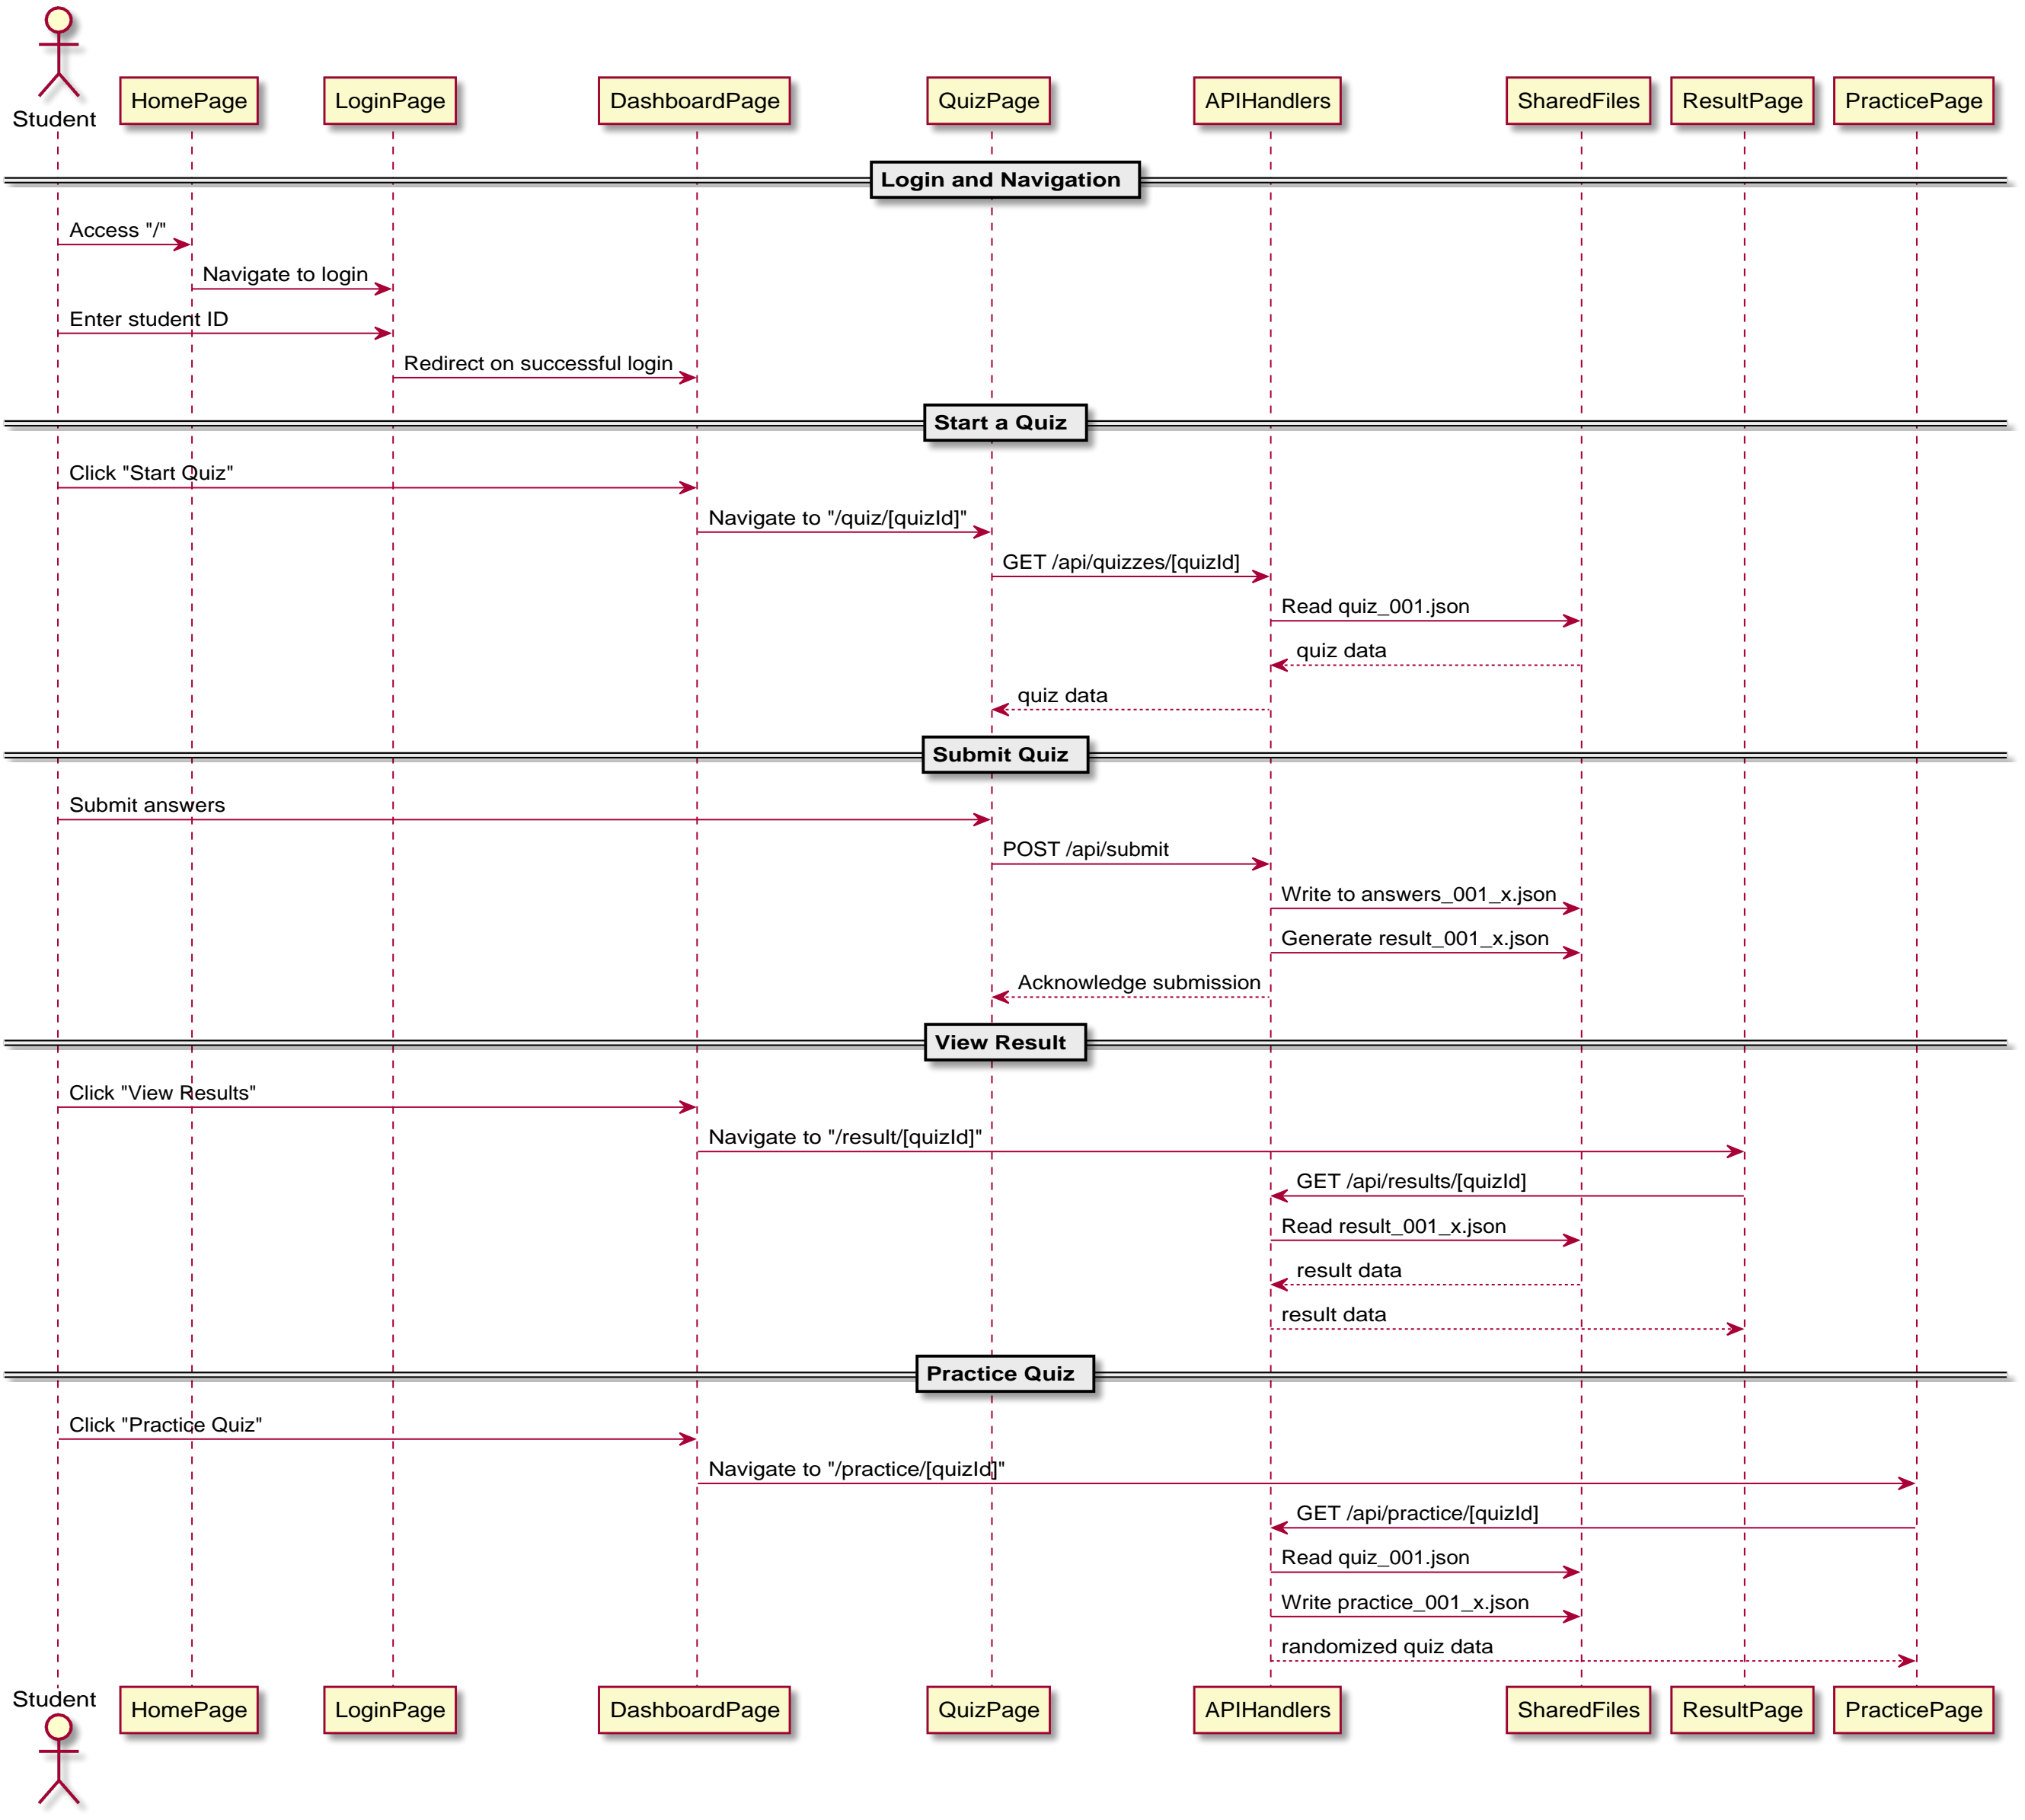 Student
HomePage
LoginPage
DashboardPage
QuizPage
APIHandlers
SharedFiles
ResultPage
PracticePage
Login and Navigation
Access "/"
Navigate to login
Enter student ID
Redirect on successful login
Start a Quiz
Click "Start Quiz"
Navigate to "/quiz/[quizId]"
GET /api/quizzes/[quizId]
Read quiz_001.json
quiz data
quiz data
Submit Quiz
Submit answers
POST /api/submit
Write to answers_001_x.json
Generate result_001_x.json
Acknowledge submission
View Result
Click "View Results"
Navigate to "/result/[quizId]"
GET /api/results/[quizId]
Read result_001_x.json
result data
result data
Practice Quiz
Click "Practice Quiz"
Navigate to "/practice/[quizId]"
GET /api/practice/[quizId]
Read quiz_001.json
Write practice_001_x.json
randomized quiz data
Student
HomePage
LoginPage
DashboardPage
QuizPage
APIHandlers
SharedFiles
ResultPage
PracticePage